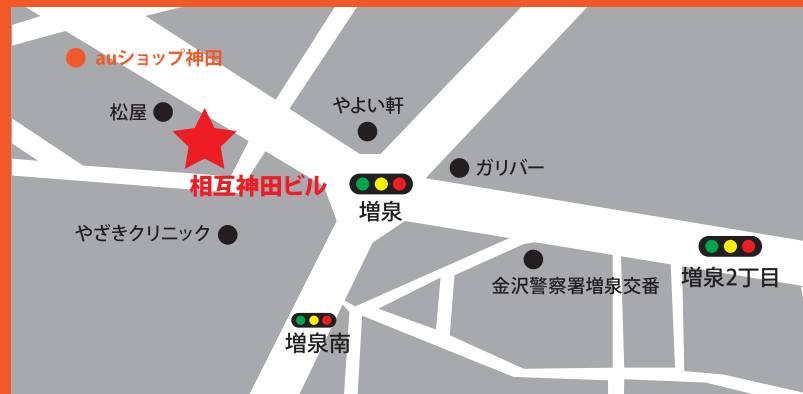 auショップ神田
松屋
やよい軒
ガリバー
相互神田ビル
増泉
やざきクリニック
金沢警察署増泉交番
増泉2丁目
増泉南